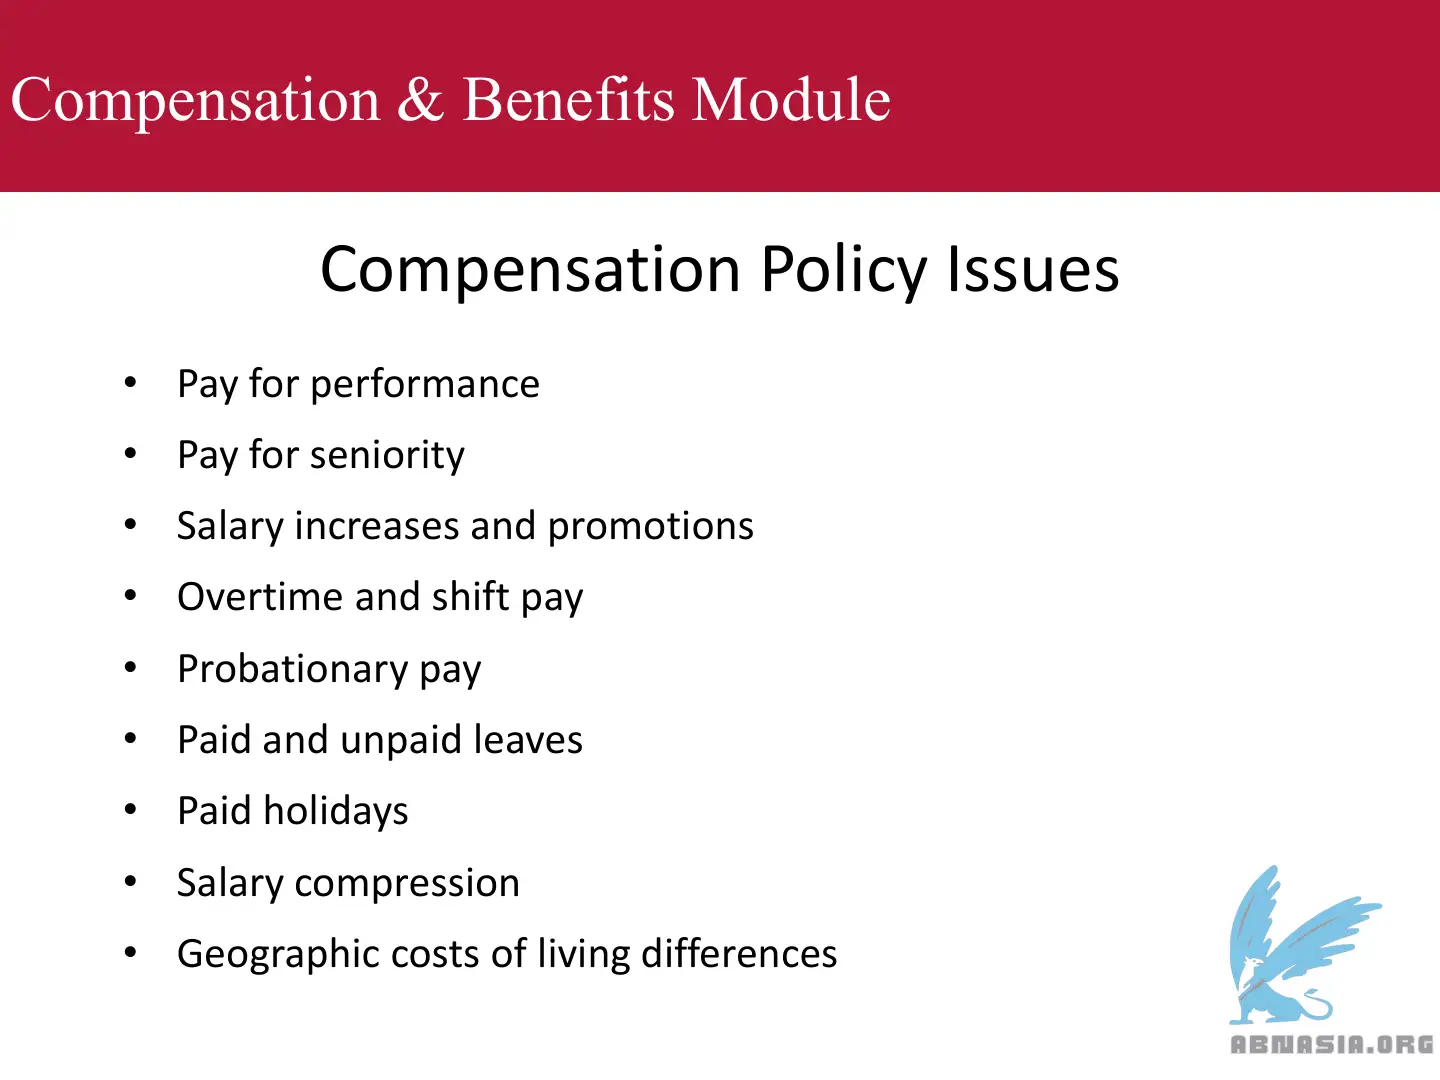 Compensation & Benefits Module
Compensation Policy Issues
• Pay for performance
• Pay for seniority
• Salary increases and promotions
• Overtime and shift pay
• Probationary pay
• Paid and unpaid leaves
• Paid holidays
• Salary compression
• Geographic costs of living differences
ABNASIA.ORG